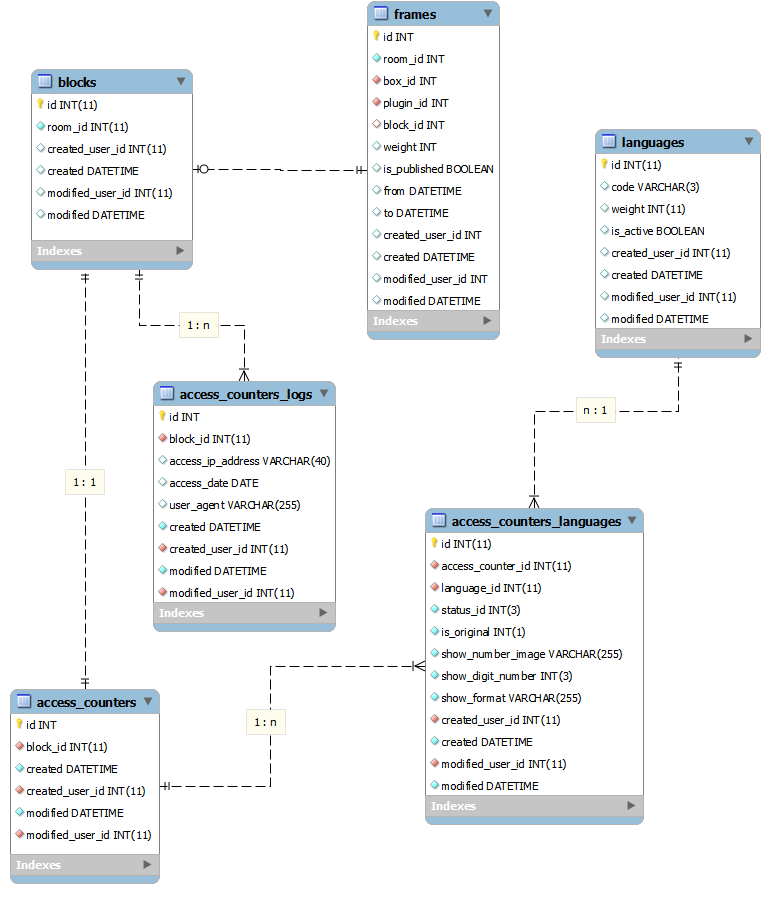 frames
id INT
room_id INT
box_id INT
plugin_id INT
block_id INT
weight INT
is_published BOOLEAN
from DATETIME
to DATETIME
created_user_id INT
created DATETIME
modified_user_id INT
modified DATETIME
Indexes
blocks
id INT(11)
room_id INT(11)
created_user_id INT(11)
created DATETIME
modified_user_id INT(11)
modified DATETIME
Indexes
languages
id INT(11)
code VARCHAR(3)
weight INT(11)
is_active BOOLEAN
created_user_id INT(11)
created DATETIME
modified_user_id INT(11)
modified DATETIME
Indexes
1:n
access_counters_logs
id INT
block_id INT(11)
access_ip_address VARCHAR(40)
access_date DATE
user_agent VARCHAR(255)
created DATETIME
created_user_id INT(11)
modified DATETIME
modified_user_id INT(11)
Indexes
n:1
1:1
access_counters_languages
id INT(11)
access_counter_id INT(11)
language_id INT(11)
status_id INT(3)
is_original INT(1)
show_number_image VARCHAR(255)
show_digit_number INT(3)
show_format VARCHAR(255)
created_user_id INT(11)
created DATETIME
modified_user_id INT(11)
modified DATETIME
Indexes
1:n
access_counters
id INT
block_id INT(11)
created DATETIME
created_user_id INT(11)
modified DATETIME
modified_user_id INT(11)
Indexes